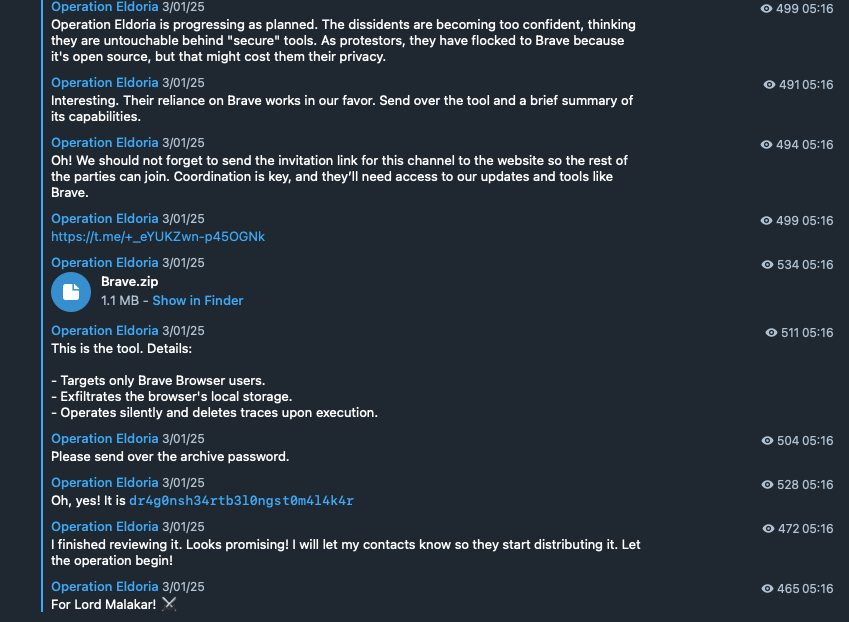 Operation Eldoria 3/01/25 499 05:16
Operation Eldoria is progressing as planned. The dissidents are becoming too confident, thinking
they are untouchable behind "secure" tools. As protestors, they have flocked to Brave because
it's open source, but that might cost them their privacy.
Operation Eldoria 3/01/25 491 05:16
Interesting. Their reliance on Brave works in our favor. Send over the tool and a brief summary of
its capabilities.
Operation Eldoria 3/01/25 494 05:16
Oh! We should not forget to send the invitation link for this channel to the website so the rest of
the parties can join. Coordination is key, and they'll need access to our updates and tools like
Brave.
Operation Eldoria 3/01/25 499 05:16
https://t.me/+_eYUKZwn-p45OGNk
Operation Eldoria 3/01/25 534 05:16
Brave.zip
1.1 MB - Show in Finder
Operation Eldoria 3/01/25 511 05:16
This is the tool. Details:
- Targets only Brave Browser users.
- Exfiltrates the browser's local storage.
- Operates silently and deletes traces upon execution.
Operation Eldoria 3/01/25 504 05:16
Please send over the archive password.
Operation Eldoria 3/01/25 528 05:16
Oh, yes! It is dr4g0nsh34rtb3l0ngst0m4l4k4r
Operation Eldoria 3/01/25 472 05:16
I finished reviewing it. Looks promising! I will let my contacts know so they start distributing it. Let
the operation begin!
Operation Eldoria 3/01/25 465 05:16
For Lord Malakar! ⚔